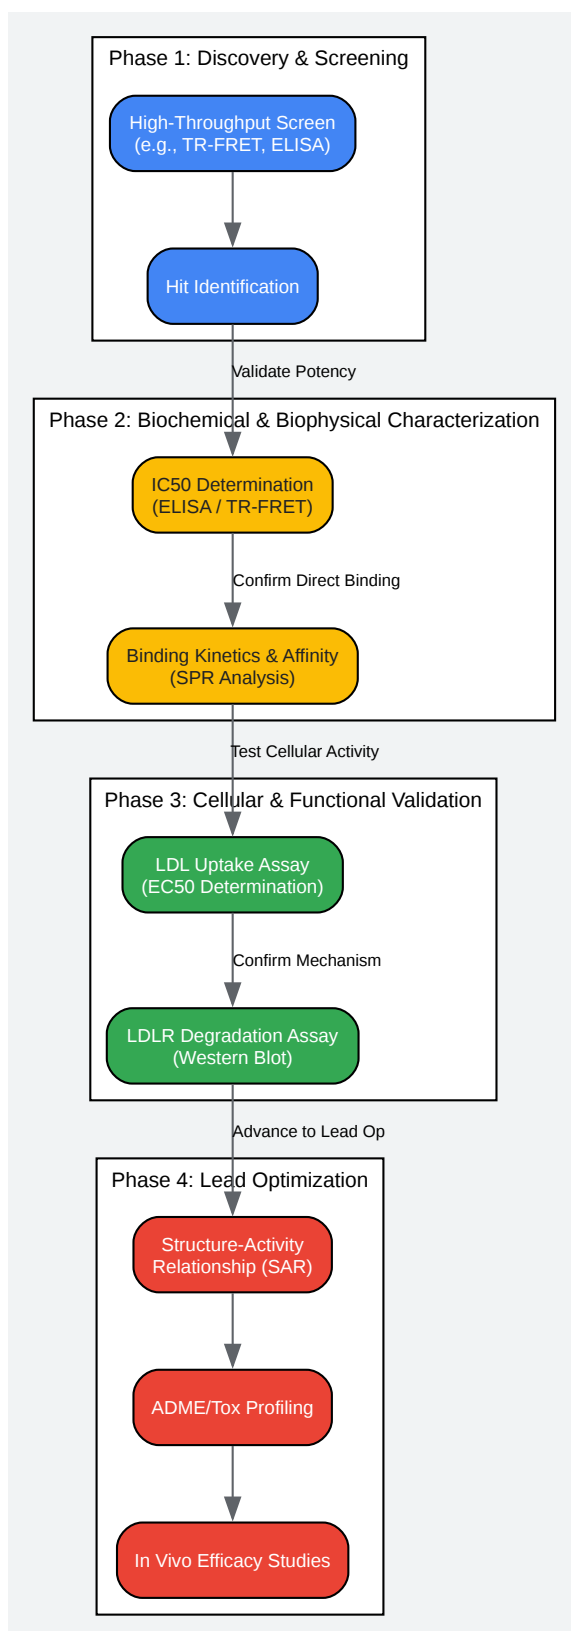 Phase 1: Discovery & Screening
High-Throughput Screen
(e.g., TR-FRET, ELISA)
Hit Identification
Validate Potency
Phase 2: Biochemical & Biophysical Characterization
IC50 Determination
(ELISA / TR-FRET)
Confirm Direct Binding
Binding Kinetics & Affinity
(SPR Analysis)
Test Cellular Activity
Phase 3: Cellular & Functional Validation
LDL Uptake Assay
(EC50 Determination)
Confirm Mechanism
LDLR Degradation Assay
(Western Blot)
Advance to Lead Op
Phase 4: Lead Optimization
Structure-Activity
Relationship (SAR)
ADME/Tox Profiling
In Vivo Efficacy Studies